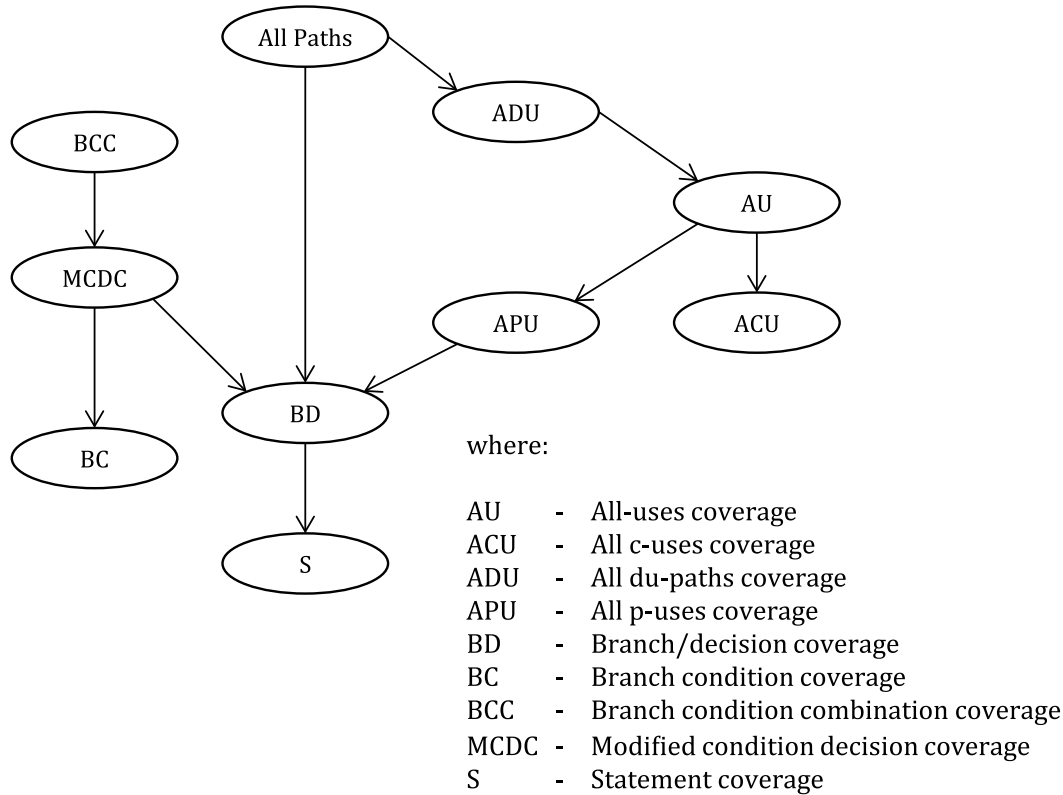 All Paths
ADU
BCC
AU
MCDC
APU
ACU
BD
BC
S
where:
AU - All-uses coverage
ACU - All c-uses coverage
ADU - All du-paths coverage
APU - All p-uses coverage
BD - Branch/decision coverage
BC - Branch condition coverage
BCC - Branch condition combination coverage
MCDC - Modified condition decision coverage
S - Statement coverage